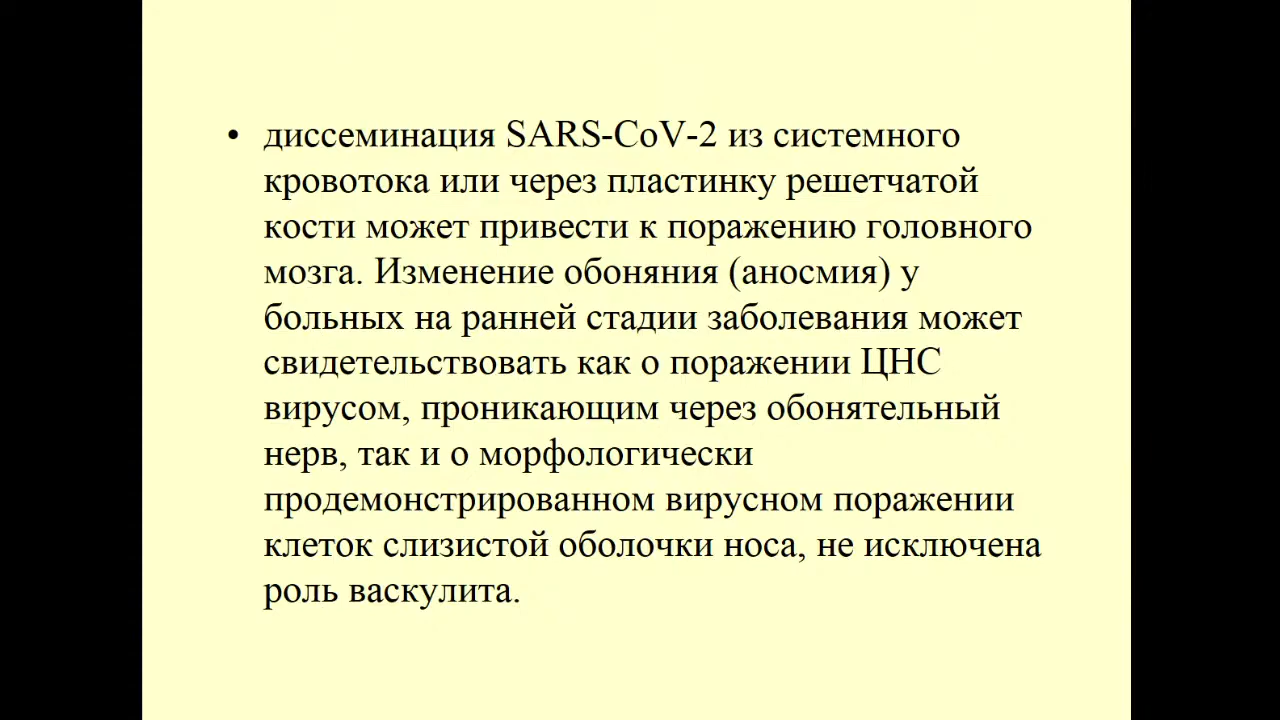 • диссеминация SARS-CoV-2 из системного
кровотока или через пластинку решетчатой
кости может привести к поражению головного
мозга. Изменение обоняния (аносмия) у
больных на ранней стадии заболевания может
свидетельствовать как о поражении ЦНС
вирусом, проникающим через обонятельный
нерв, так и о морфологически
продемонстрированном вирусном поражении
клеток слизистой оболочки носа, не исключена
роль васкулита.